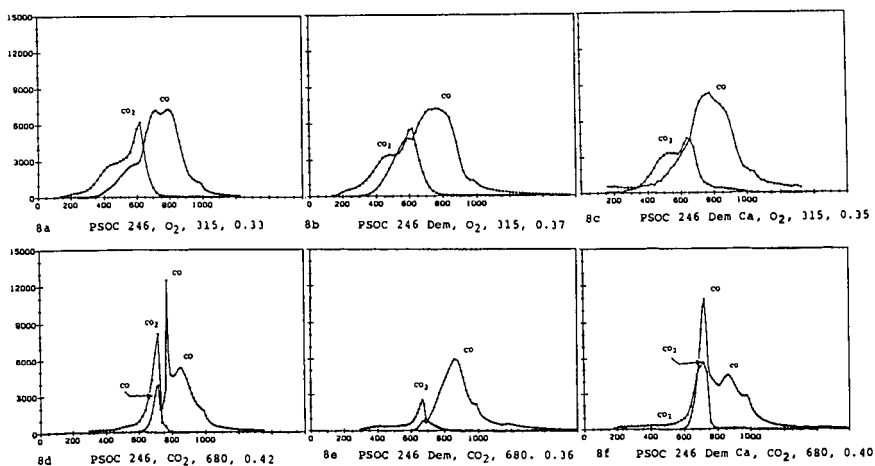 15000
12000
9000
6000
3000
0
CO₂
CO
0 200 400 600 800 1000
8a PSOC 246, O₂, 315, 0.33
CO₂
CO
0 200 400 600 800 1000
8b PSOC 246 Dem, O₂, 315, 0.37
CO₂
CO
0 200 400 600 800 1000
8c PSOC 246 Dem Ca, O₂, 315, 0.35
15000
12000
9000
6000
3000
0
CO
CO₂
CO
CO
0 200 400 600 800 1000
8d PSOC 246, CO₂, 680, 0.42
CO
CO₂
0 200 400 600 800 1000
8e PSOC 246 Dem, CO₂, 680, 0.36
CO
CO₂
CO
CO₂
0 200 400 600 800 1000
8f PSOC 246 Dem Ca, CO₂, 680, 0.40